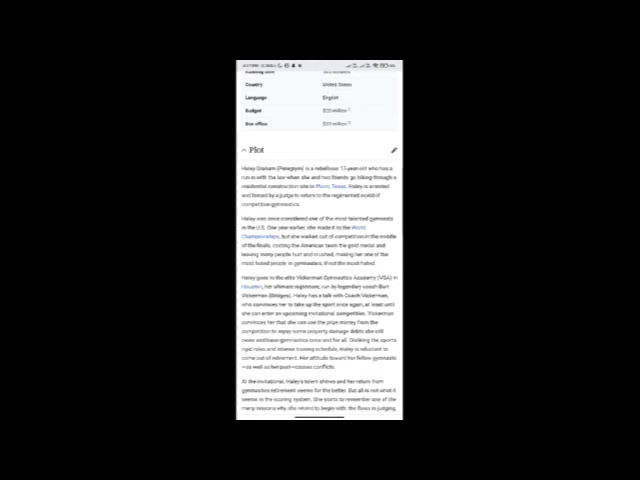 Country United States
Language English
Budget
Box office
Plot
Haley Graham (Peregrym) is a rebellious 17-year-old who has a
run-in with the law when she and two friends go biking through a
residential construction site in Plano, Texas. Haley is arrested
and forced by a judge to return to the regimented world of
competitive gymnastics.
Haley was once considered one of the most talented gymnasts
in the U.S. One year earlier, she made it to the World
Championships, but she walked out of competition in the middle
of the finals, costing the American team the gold medal and
leaving many people hurt and crushed, making her one of the
most hated people in gymnastics, if not the most hated.
Haley goes to the elite Vickerman Gymnastics Academy (VGA) in
Houston, her ultimate nightmare, run by legendary coach Burt
Vickerman (Bridges). Haley has a talk with Coach Vickerman,
who convinces her to take up the sport once again, at least until
she can enter an upcoming invitational competition. Vickerman
convinces her that she can use the prize money from the
competition to repay some property damage debts she still
owes and leave gymnastics once and for all. Disliking the sport's
rigid rules and intense training schedule, Haley is reluctant to
come out of retirement. Her attitude toward her fellow gymnasts
—as well as her past—causes conflicts.
At the invitational, Haley's talent shines and her return from
gymnastics retirement seems for the better. But all is not what it
seems in the scoring system. She starts to remember one of the
many reasons why she retired to begin with: the flaws in judging